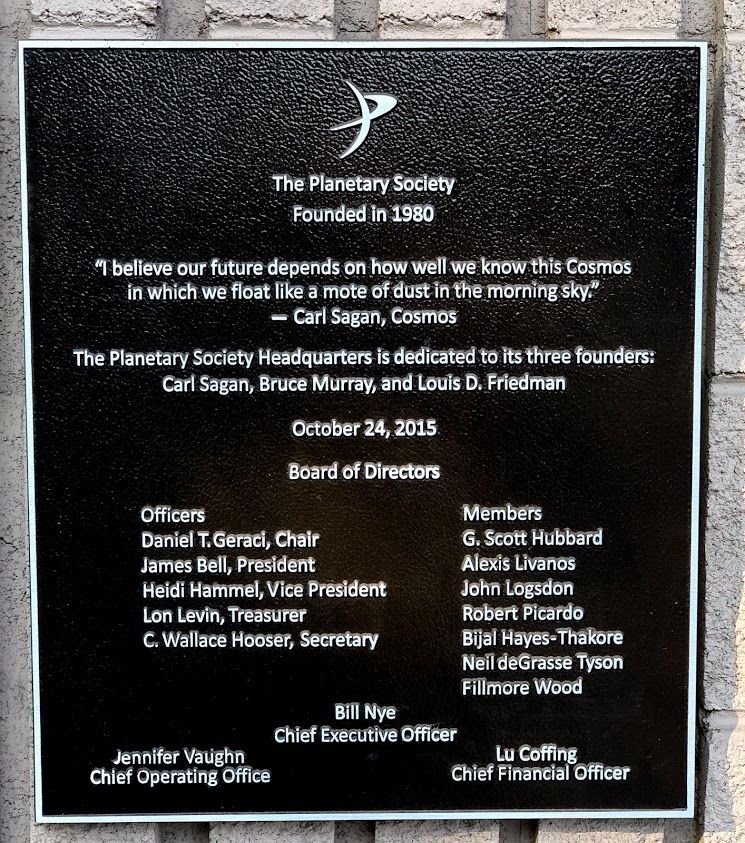 The Planetary Society
Founded in 1980
“I believe our future depends on how well we know this Cosmos
in which we float like a mote of dust in the morning sky.”
— Carl Sagan, Cosmos
The Planetary Society Headquarters is dedicated to its three founders:
Carl Sagan, Bruce Murray, and Louis D. Friedman
October 24, 2015
Board of Directors
Officers
Daniel T. Geraci, Chair
James Bell, President
Heidi Hammel, Vice President
Lon Levin, Treasurer
C. Wallace Hooser, Secretary
Members
G. Scott Hubbard
Alexis Livanos
John Logsdon
Robert Picardo
Bijal Hayes-Thakore
Neil deGrasse Tyson
Fillmore Wood
Bill Nye
Chief Executive Officer
Jennifer Vaughn
Chief Operating Office
Lu Coffing
Chief Financial Officer